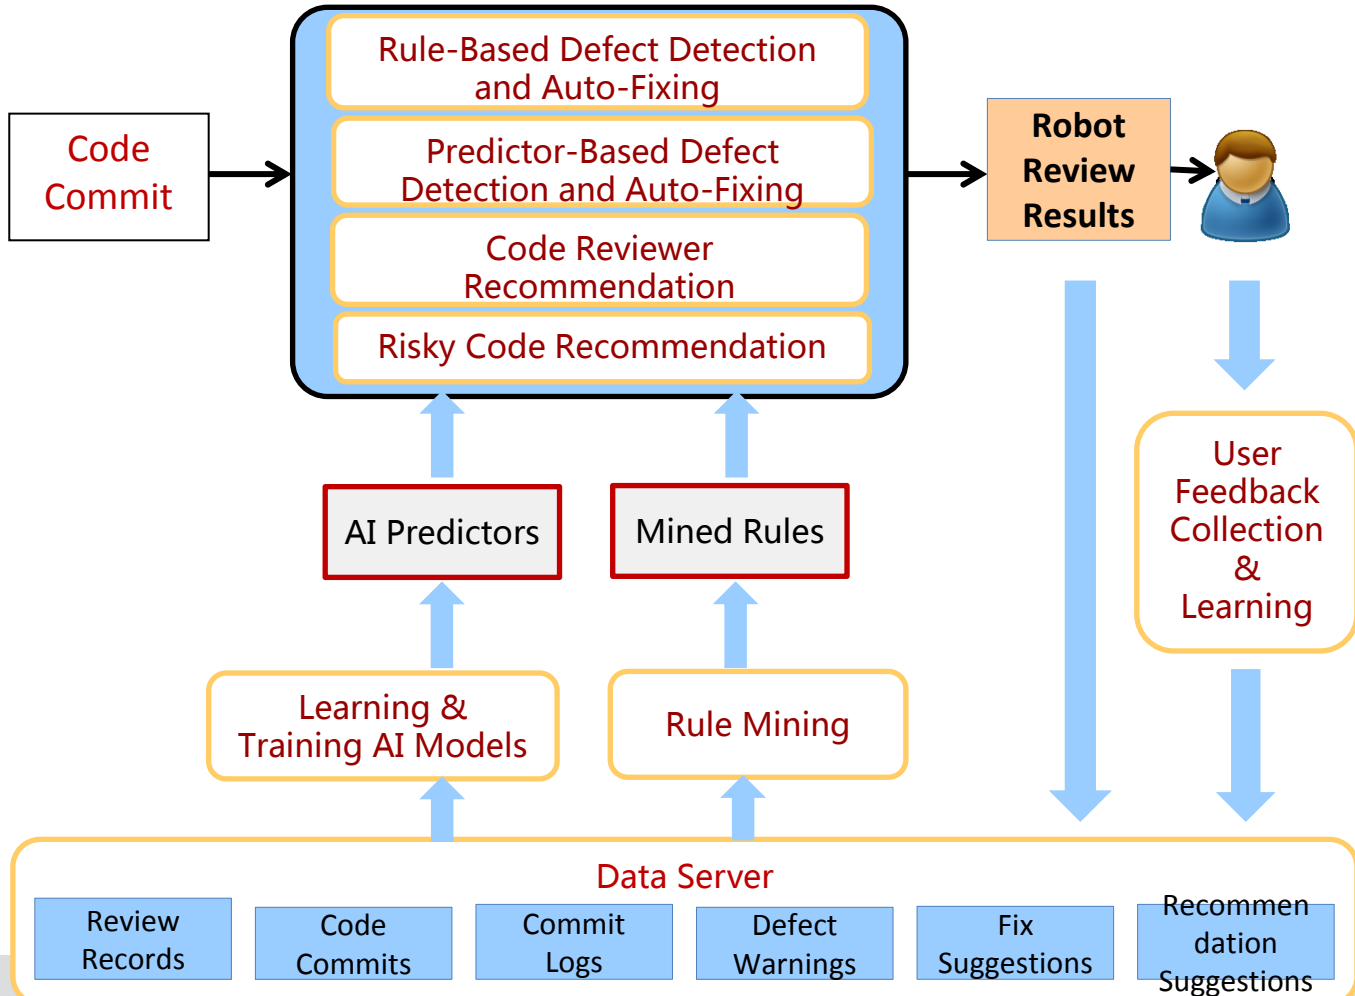 Rule-Based Defect Detection
and Auto-Fixing
Code
Commit
Predictor-Based Defect
Detection and Auto-Fixing
Code Reviewer
Recommendation
Risky Code Recommendation
Robot
Review
Results
AI Predictors
Mined Rules
User
Feedback
Collection
&
Learning
Learning &
Training AI Models
Rule Mining
Data Server
Review
Records
Code
Commits
Commit
Logs
Defect
Warnings
Fix
Suggestions
Recommen
dation
Suggestions